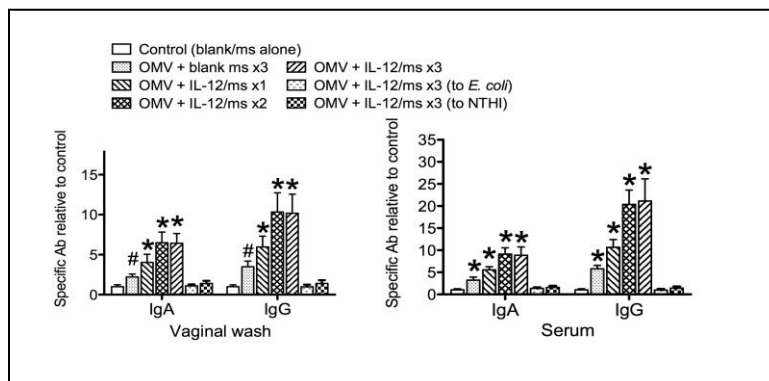 Control (blank/ms alone)
OMV + blank ms x3 OMV + IL-12/ms x3
OMV + IL-12/ms x1 OMV + IL-12/ms x3 (to E. coli)
OMV + IL-12/ms x2 OMV + IL-12/ms x3 (to NTHI)
Specific Ab relative to control
15
10
5
0
# * * *
# * * *
IgA IgG
Vaginal wash
Specific Ab relative to control
35
30
25
20
15
10
5
0
* * * *
* * * *
IgA IgG
Serum